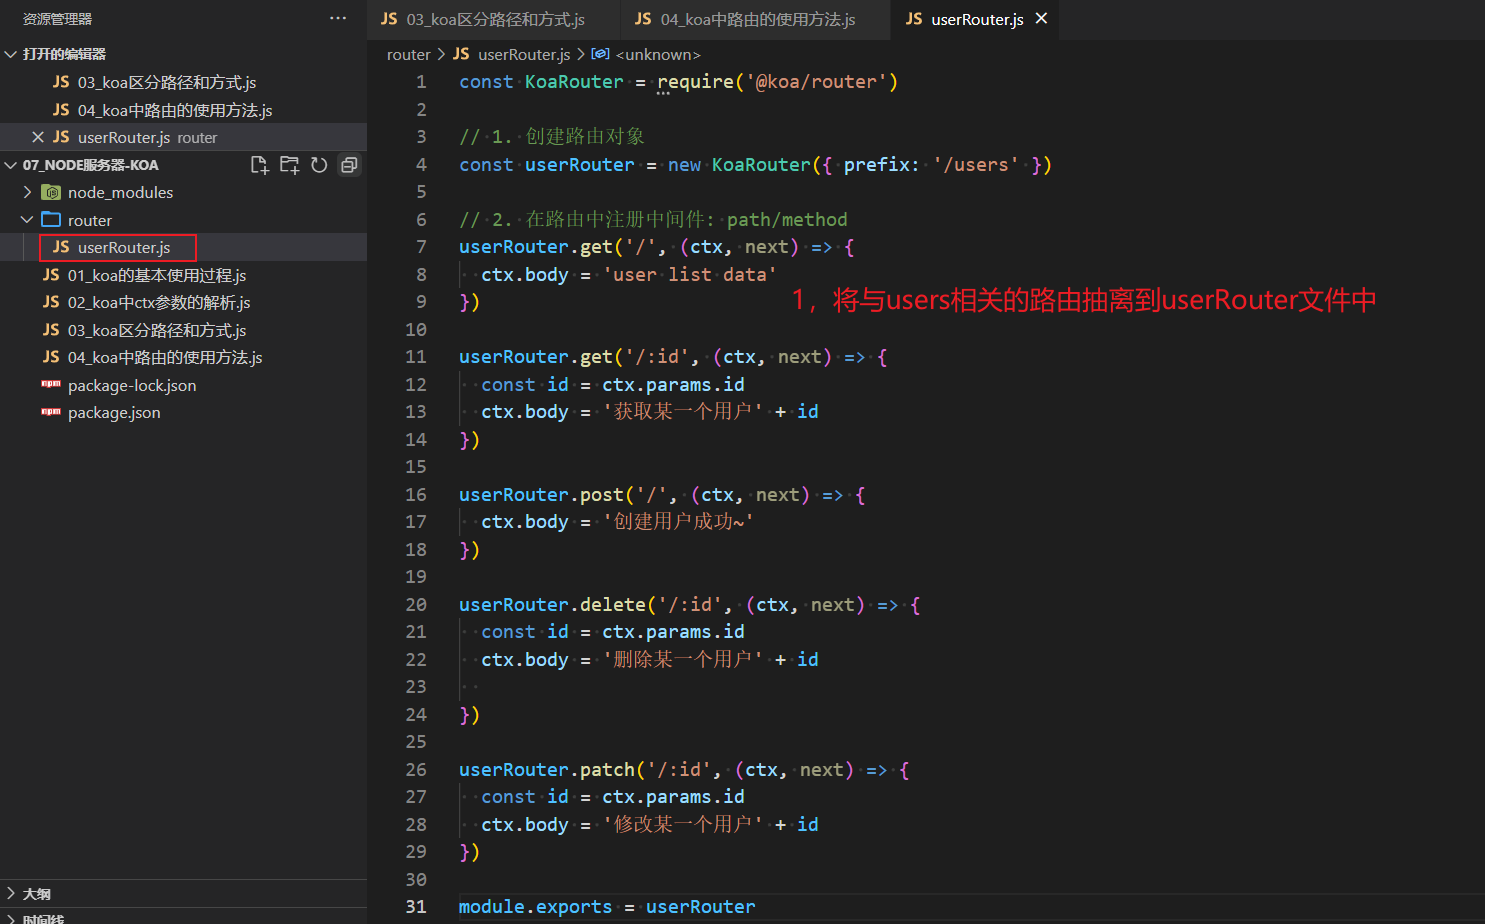 资源管理器
···
打开的编辑器
JS 03_koa区分路径和方式.js
JS 04_koa中路由的使用方法.js
JS userRouter.js router
07_NODE服务器-KOA
node_modules
router
JS userRouter.js
JS 01_koa的基本使用过程.js
JS 02_koa中ctx参数的解析.js
JS 03_koa区分路径和方式.js
JS 04_koa中路由的使用方法.js
npm package-lock.json
npm package.json
大纲
时间线
JS 03_koa区分路径和方式.js
JS 04_koa中路由的使用方法.js
JS userRouter.js
router > JS userRouter.js > <unknown>
1 const KoaRouter = require('@koa/router')
2
3 // 1. 创建路由对象
4 const userRouter = new KoaRouter({ prefix: '/users' })
5
6 // 2. 在路由中注册中间件: path/method
7 userRouter.get('/', (ctx, next) => {
8 ctx.body = 'user list data'
9 })
1，将与users相关的路由抽离到userRouter文件中
10
11 userRouter.get('/:id', (ctx, next) => {
12 const id = ctx.params.id
13 ctx.body = '获取某一个用户' + id
14 })
15
16 userRouter.post('/', (ctx, next) => {
17 ctx.body = '创建用户成功~'
18 })
19
20 userRouter.delete('/:id', (ctx, next) => {
21 const id = ctx.params.id
22 ctx.body = '删除某一个用户' + id
23
24 })
25
26 userRouter.patch('/:id', (ctx, next) => {
27 const id = ctx.params.id
28 ctx.body = '修改某一个用户' + id
29 })
30
31 module.exports = userRouter